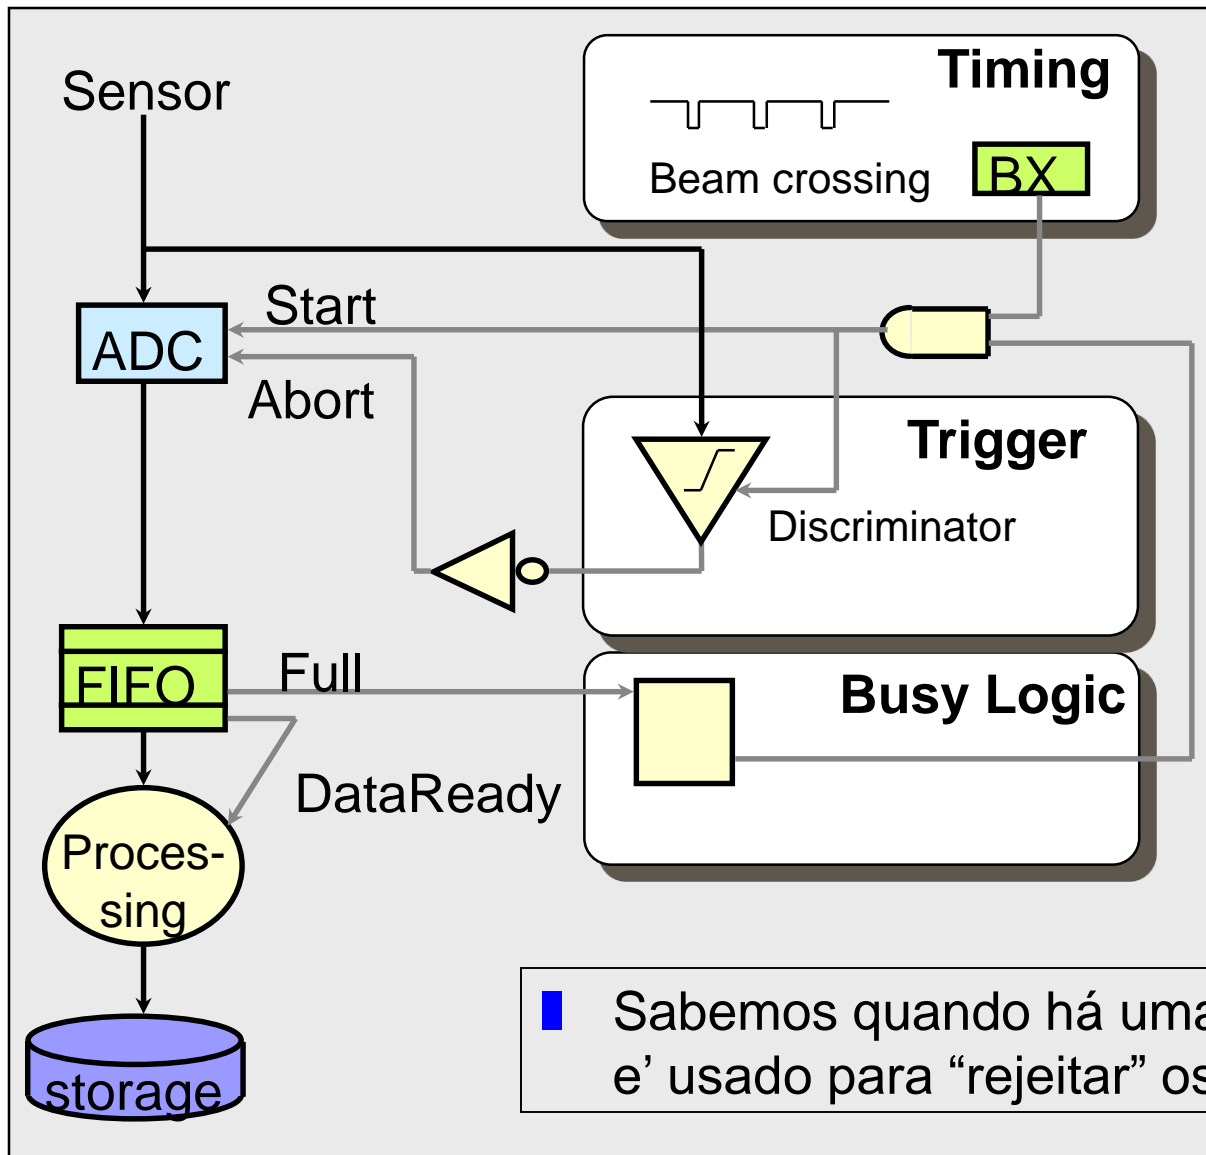 Timing
Sensor
Beam crossing
BX
Start
ADC
Abort
Trigger
Discriminator
FIFO
Full
Busy Logic
DataReady
Proces-
sing
storage
Sabemos quando há uma
e’ usado para “rejeitar” os